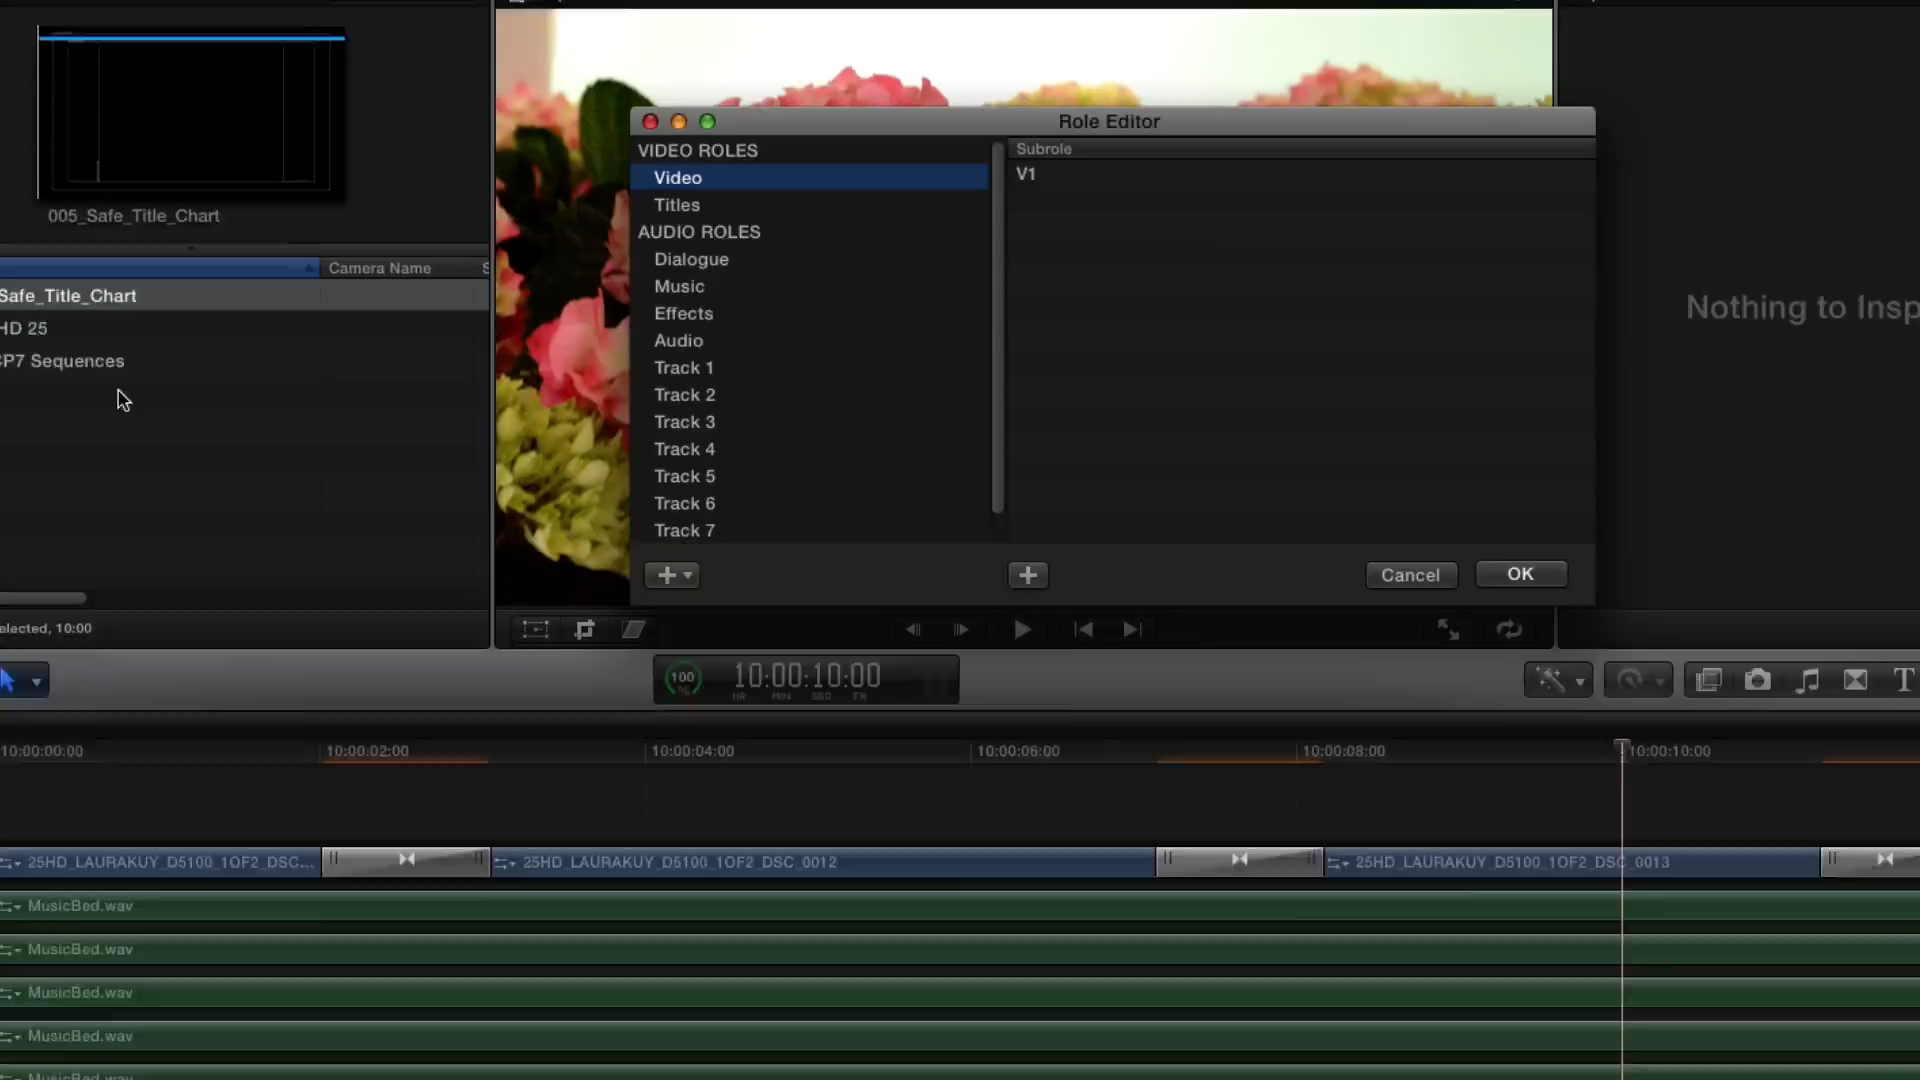 005_Safe_Title_Chart
Camera Name
Safe_Title_Chart
HD 25
CP7 Sequences
elected, 10:00
Role Editor
VIDEO ROLES
Video
Titles
AUDIO ROLES
Dialogue
Music
Effects
Audio
Track 1
Track 2
Track 3
Track 4
Track 5
Track 6
Track 7
Subrole
V1
Cancel
OK
Nothing to Insp
100
%
10:00:10:00
HR MIN SEC FR
T
10:00:00:00
10:00:02:00
10:00:04:00
10:00:06:00
10:00:08:00
10:00:10:00
25HD_LAURAKUY_D5100_1OF2_DSC...
25HD_LAURAKUY_D5100_1OF2_DSC_0012
25HD_LAURAKUY_D5100_1OF2_DSC_0013
MusicBed.wav
MusicBed.wav
MusicBed.wav
MusicBed.wav
MusicBed.wav